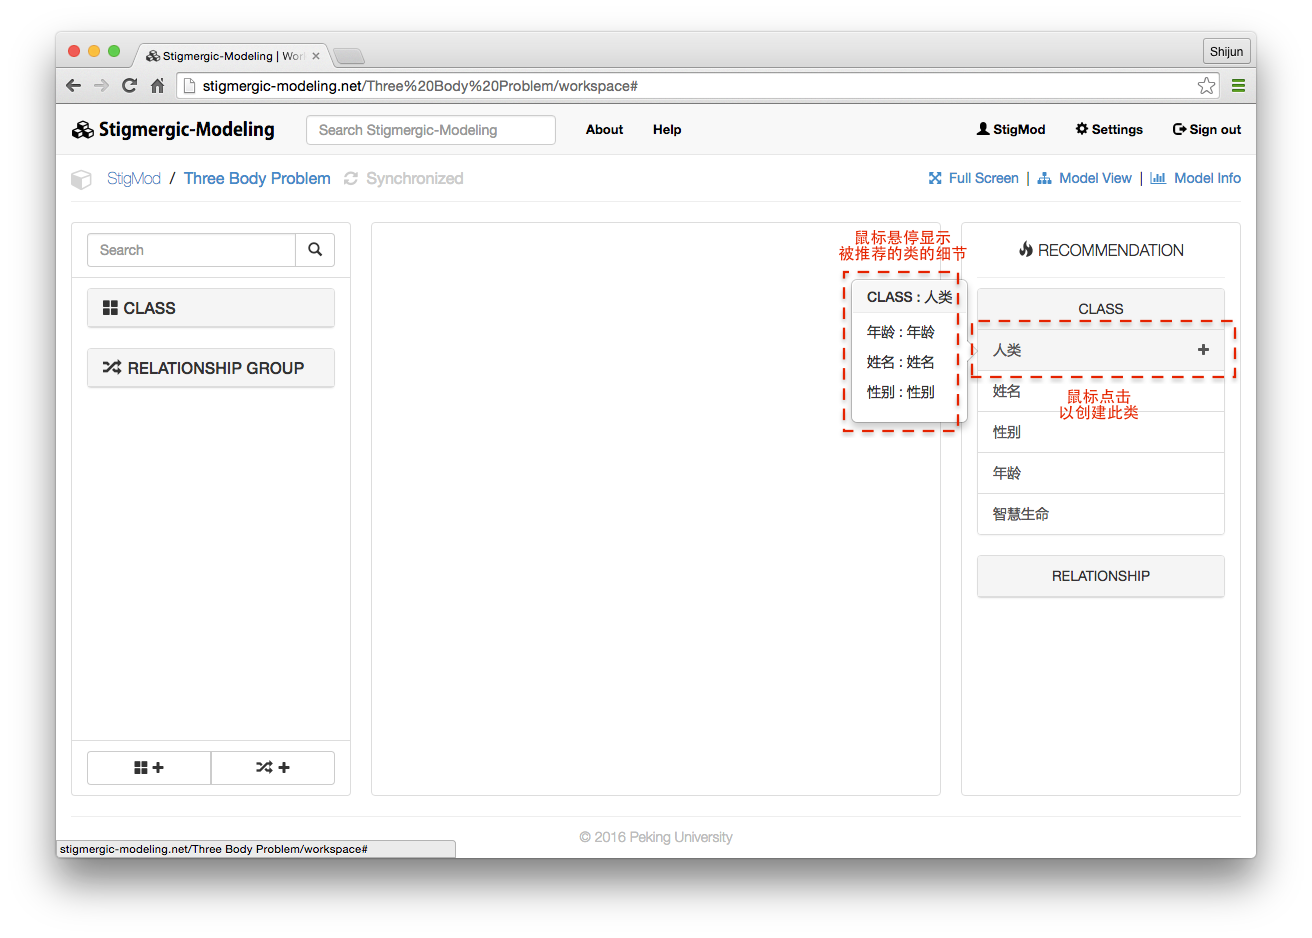 Stigmergic-Modeling | Wor
Shijun
stigmergic-modeling.net/Three%20Body%20Problem/workspace#
Stigmergic-Modeling
Search Stigmergic-Modeling
About
Help
StigMod
Settings
Sign out
StigMod / Three Body Problem
Synchronized
Full Screen | Model View | Model Info
Search
CLASS
RELATIONSHIP GROUP
鼠标悬停显示
被推荐的类的细节
CLASS : 人类
年龄 : 年龄
姓名 : 姓名
性别 : 性别
RECOMMENDATION
CLASS
人类
姓名
鼠标点击
以创建此类
性别
年龄
智慧生命
RELATIONSHIP
© 2016 Peking University
stigmergic-modeling.net/Three Body Problem/workspace#